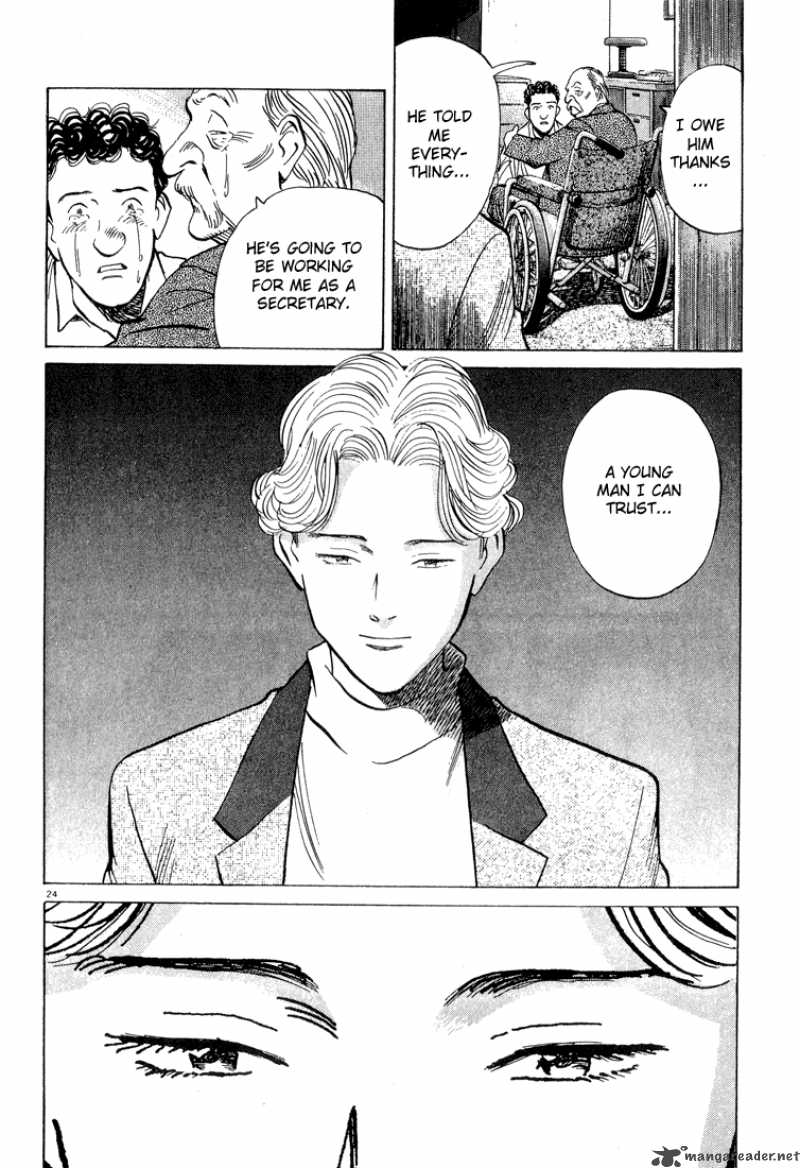 I OWE
HIM
THANKS
...
HE TOLD
ME
EVERY-
THING...
HE'S GOING TO
BE WORKING
FOR ME AS A
SECRETARY.
A YOUNG
MAN I CAN
TRUST...
24
mangareader.net